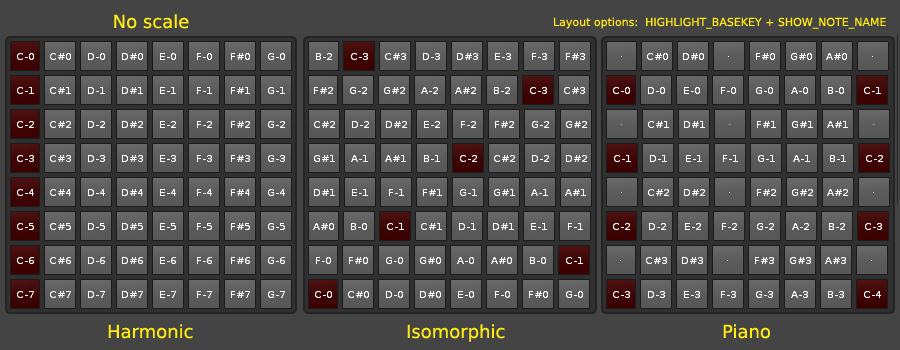 No scale
Layout options: HIGHLIGHT_BASEKEY + SHOW_NOTE_NAME
C-0 C#0 D-0 D#0 E-0 F-0 F#0 G-0
C-1 C#1 D-1 D#1 E-1 F-1 F#1 G-1
C-2 C#2 D-2 D#2 E-2 F-2 F#2 G-2
C-3 C#3 D-3 D#3 E-3 F-3 F#3 G-3
C-4 C#4 D-4 D#4 E-4 F-4 F#4 G-4
C-5 C#5 D-5 D#5 E-5 F-5 F#5 G-5
C-6 C#6 D-6 D#6 E-6 F-6 F#6 G-6
C-7 C#7 D-7 D#7 E-7 F-7 F#7 G-7
Harmonic
B-2 C-3 C#3 D-3 D#3 E-3 F-3 F#3
F#2 G-2 G#2 A-2 A#2 B-2 C-3 C#3
C#2 D-2 D#2 E-2 F-2 F#2 G-2 G#2
G#1 A-1 A#1 B-1 C-2 C#2 D-2 D#2
D#1 E-1 F-1 F#1 G-1 G#1 A-1 A#1
A#0 B-0 C-1 C#1 D-1 D#1 E-1 F-1
F-0 F#0 G-0 G#0 A-0 A#0 B-0 C-1
C-0 C#0 D-0 D#0 E-0 F-0 F#0 G-0
Isomorphic
· C#0 D#0 · F#0 G#0 A#0 ·
C-0 D-0 E-0 F-0 G-0 A-0 B-0 C-1
· C#1 D#1 · F#1 G#1 A#1 ·
C-1 D-1 E-1 F-1 G-1 A-1 B-1 C-2
· C#2 D#2 · F#2 G#2 A#2 ·
C-2 D-2 E-2 F-2 G-2 A-2 B-2 C-3
· C#3 D#3 · F#3 G#3 A#3 ·
C-3 D-3 E-3 F-3 G-3 A-3 B-3 C-4
Piano